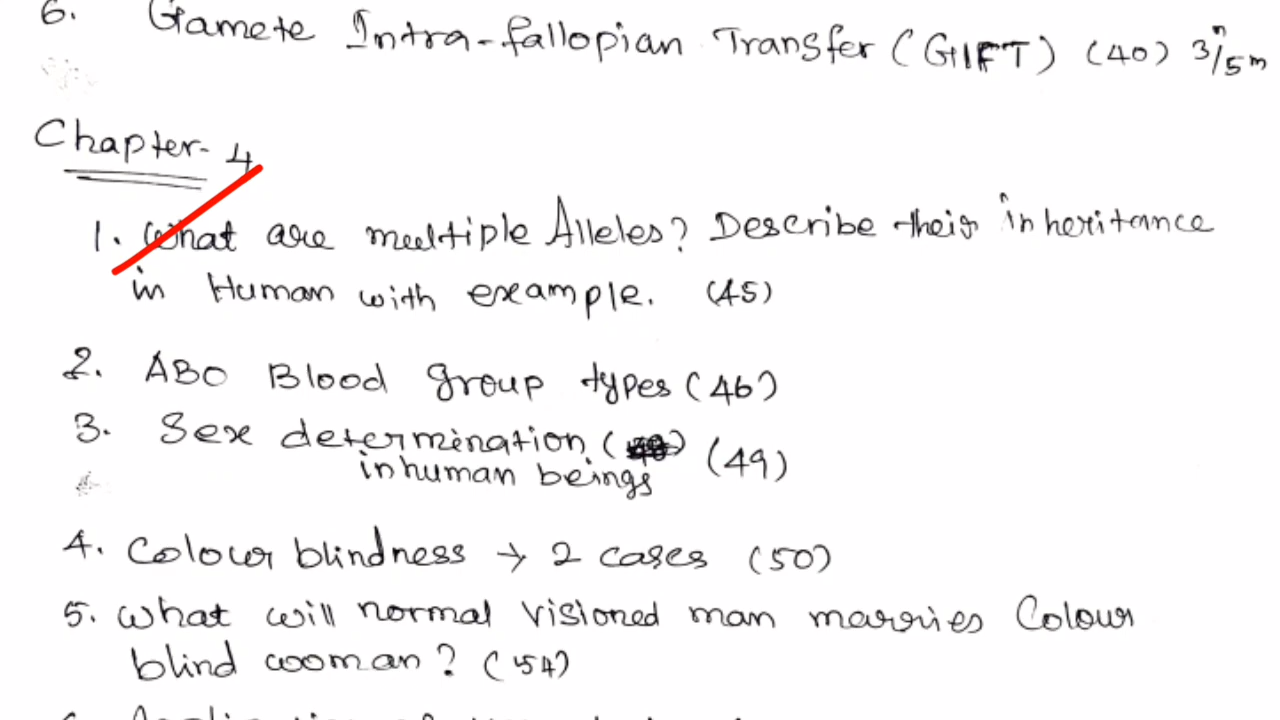 6. Gamete Intra-fallopian Transfer (GIFT) (40) 3m/5m
Chapter- 4
1. What are multiple Alleles? Describe their inheritance
in Human with example. (45)
2. ABO Blood group types (46)
3. Sex determination (49)
in human beings
4. Colour blindness → 2 cases (50)
5. What will normal visioned man marries Colour
blind wooman? (54)